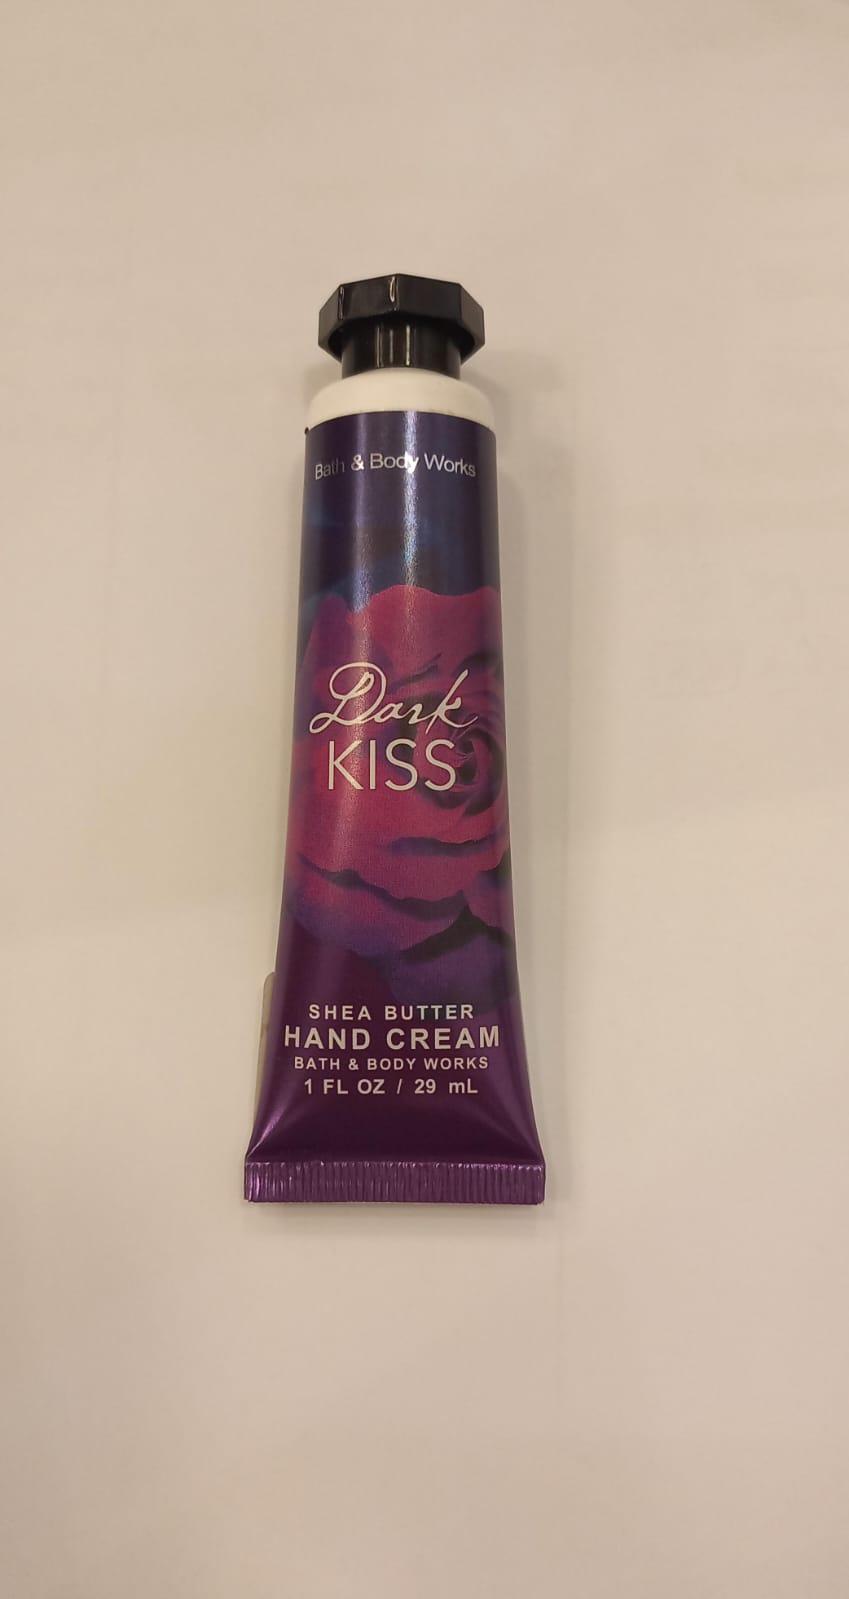 Bath & Body Works
Dark
KISS
SHEA BUTTER
HAND CREAM
BATH & BODY WORKS
1 FL OZ / 29 mL